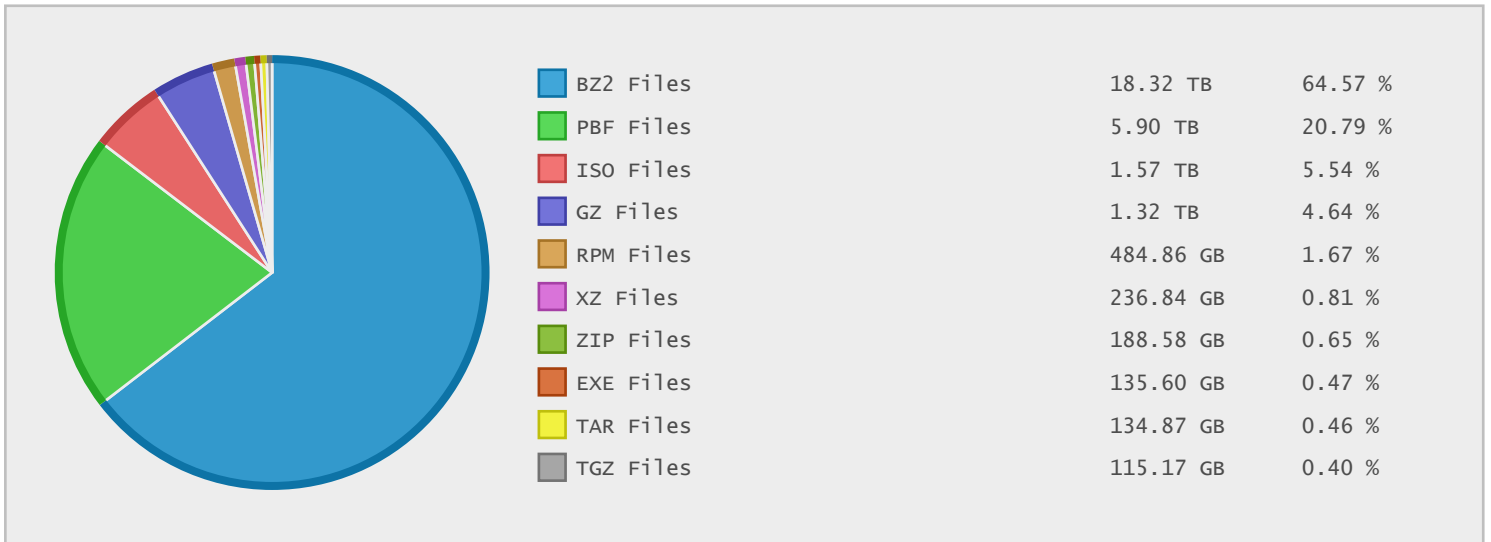 BZ2 Files 18.32 TB 64.57 %
PBF Files 5.90 TB 20.79 %
ISO Files 1.57 TB 5.54 %
GZ Files 1.32 TB 4.64 %
RPM Files 484.86 GB 1.67 %
XZ Files 236.84 GB 0.81 %
ZIP Files 188.58 GB 0.65 %
EXE Files 135.60 GB 0.47 %
TAR Files 134.87 GB 0.46 %
TGZ Files 115.17 GB 0.40 %